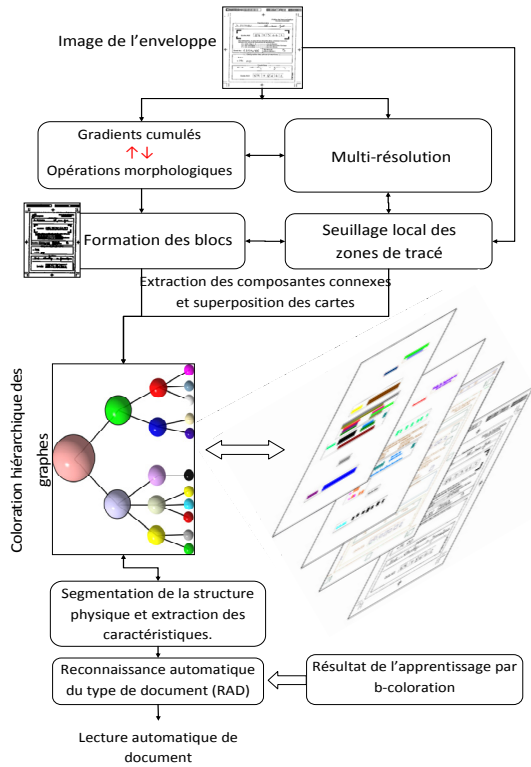 Image de l'enveloppe
Gradients cumulés
↑↓
Opérations morphologiques
Multi-résolution
Formation des blocs
Seuillage local des
zones de tracé
Extraction des composantes connexes
et superposition des cartes
Coloration hiérarchique des
graphes
Segmentation de la structure
physique et extraction des
caractéristiques.
Reconnaissance automatique
du type de document (RAD)
Résultat de l'apprentissage par
b-coloration
Lecture automatique de
document